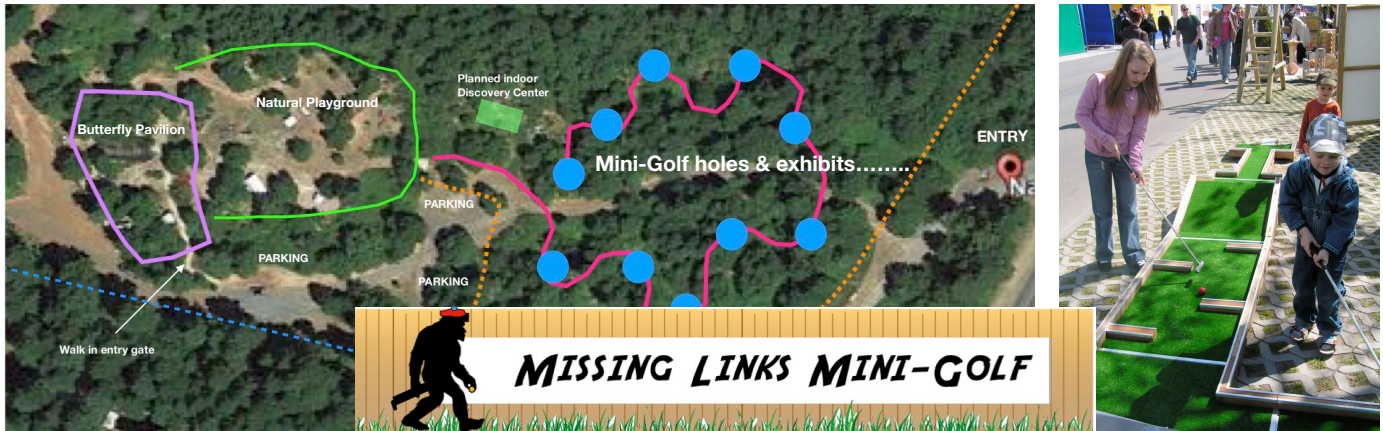 Planned indoor
Discovery Center
Natural Playground
Butterfly Pavilion
ENTRY
Mini-Golf holes & exhibits........
Na
PARKING
PARKING
PARKING
Walk in entry gate
MISSING LINKS MINI-GOLF